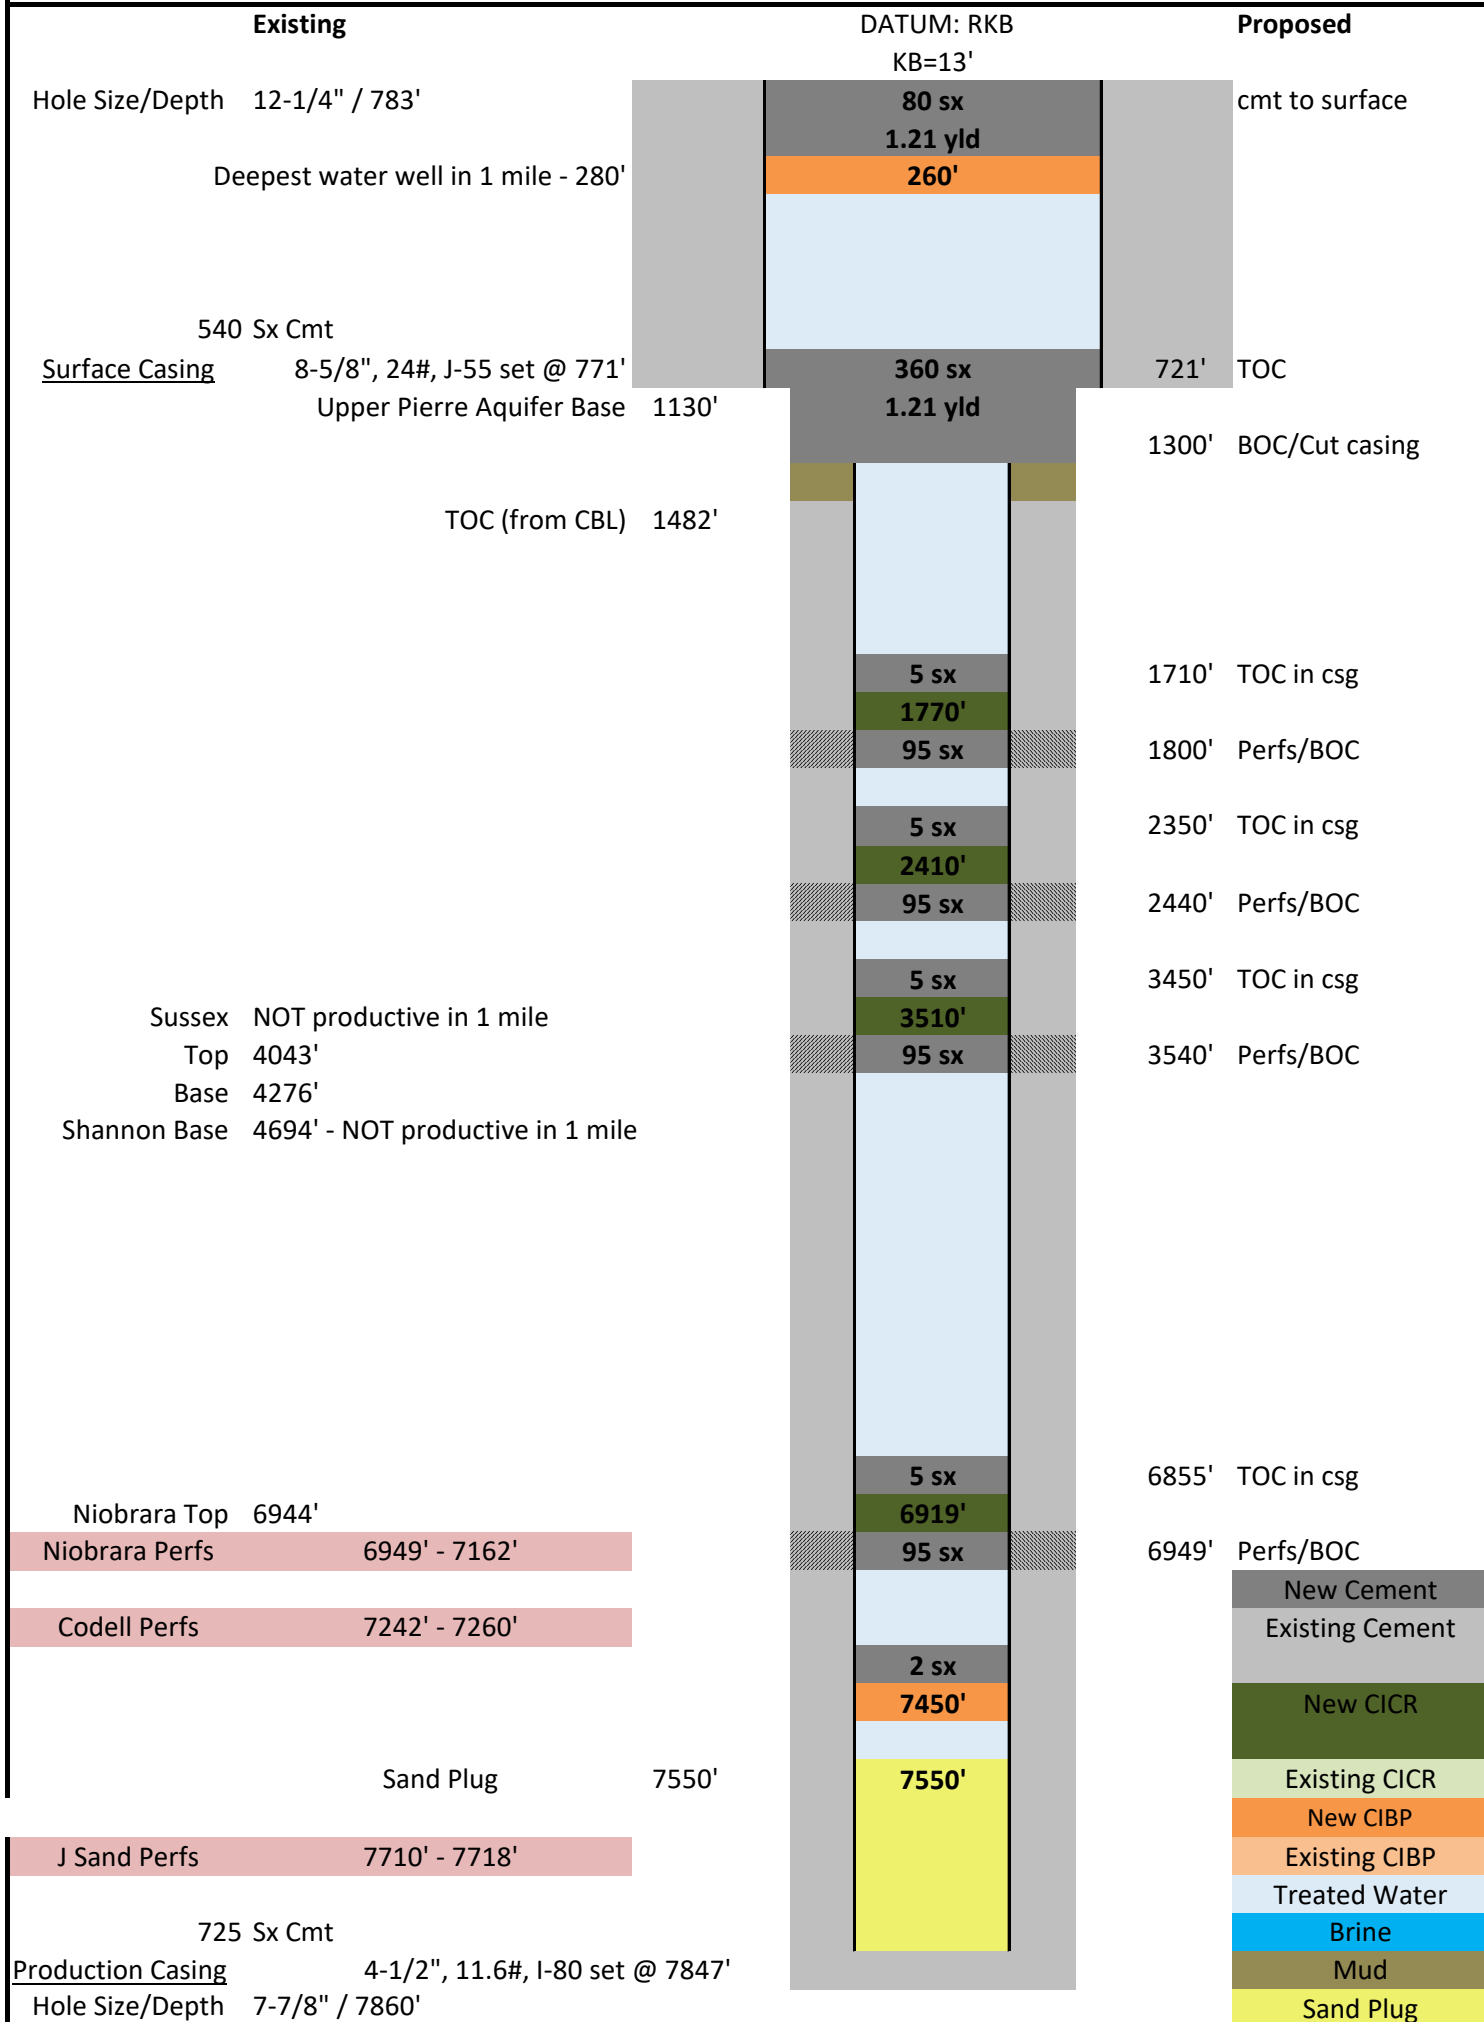 Existing DATUM: RKB Proposed
KB=13'
Hole Size/Depth 12-1/4" / 783' 80 sx cmt to surface
1.21 yld
Deepest water well in 1 mile - 280' 260'
540 Sx Cmt
Surface Casing 8-5/8", 24#, J-55 set @ 771' 360 sx 721' TOC
Upper Pierre Aquifer Base 1130' 1.21 yld
1300' BOC/Cut casing
TOC (from CBL) 1482'
5 sx 1710' TOC in csg
1770'
95 sx 1800' Perfs/BOC
5 sx 2350' TOC in csg
2410'
95 sx 2440' Perfs/BOC
5 sx 3450' TOC in csg
Sussex NOT productive in 1 mile 3510'
Top 4043' 95 sx 3540' Perfs/BOC
Base 4276'
Shannon Base 4694' - NOT productive in 1 mile
5 sx 6855' TOC in csg
Niobrara Top 6944' 6919'
Niobrara Perfs 6949' - 7162' 95 sx 6949' Perfs/BOC
New Cement
Codell Perfs 7242' - 7260' Existing Cement
2 sx
7450' New CICR
Sand Plug 7550' 7550' Existing CICR
New CIBP
J Sand Perfs 7710' - 7718' Existing CIBP
Treated Water
725 Sx Cmt Brine
Production Casing 4-1/2", 11.6#, I-80 set @ 7847' Mud
Hole Size/Depth 7-7/8" / 7860' Sand Plug